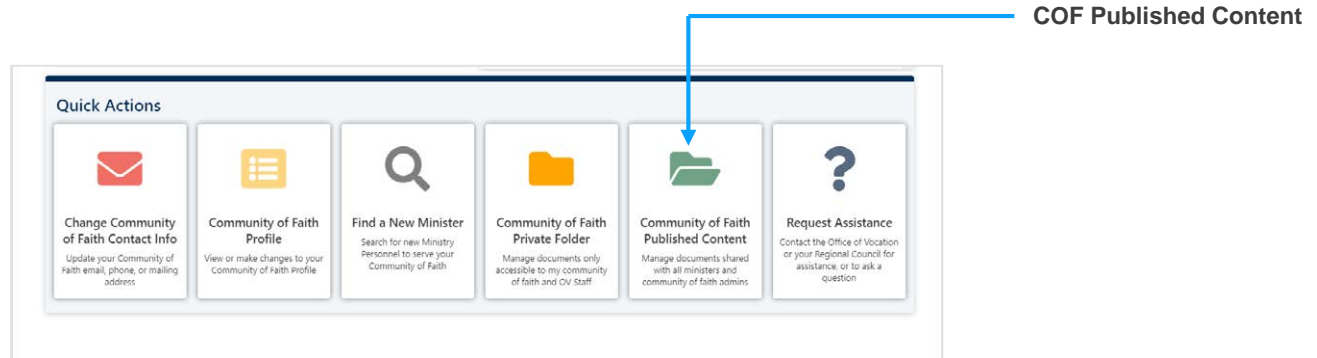 COF Published Content
Quick Actions
Change Community
of Faith Contact Info
Update your Community of
Faith email, phone, or mailing
address
Community of Faith
Profile
View or make changes to your
Community of Faith Profile
Find a New Minister
Search for new Ministry
Personnel to serve your
Community of Faith
Community of Faith
Private Folder
Manage documents only
accessible to my community
of faith and OV Staff
Community of Faith
Published Content
Manage documents shared
with all ministers and
community of faith admins
Request Assistance
Contact the Office of Vocation
or your Regional Council for
assistance, or to ask a
question